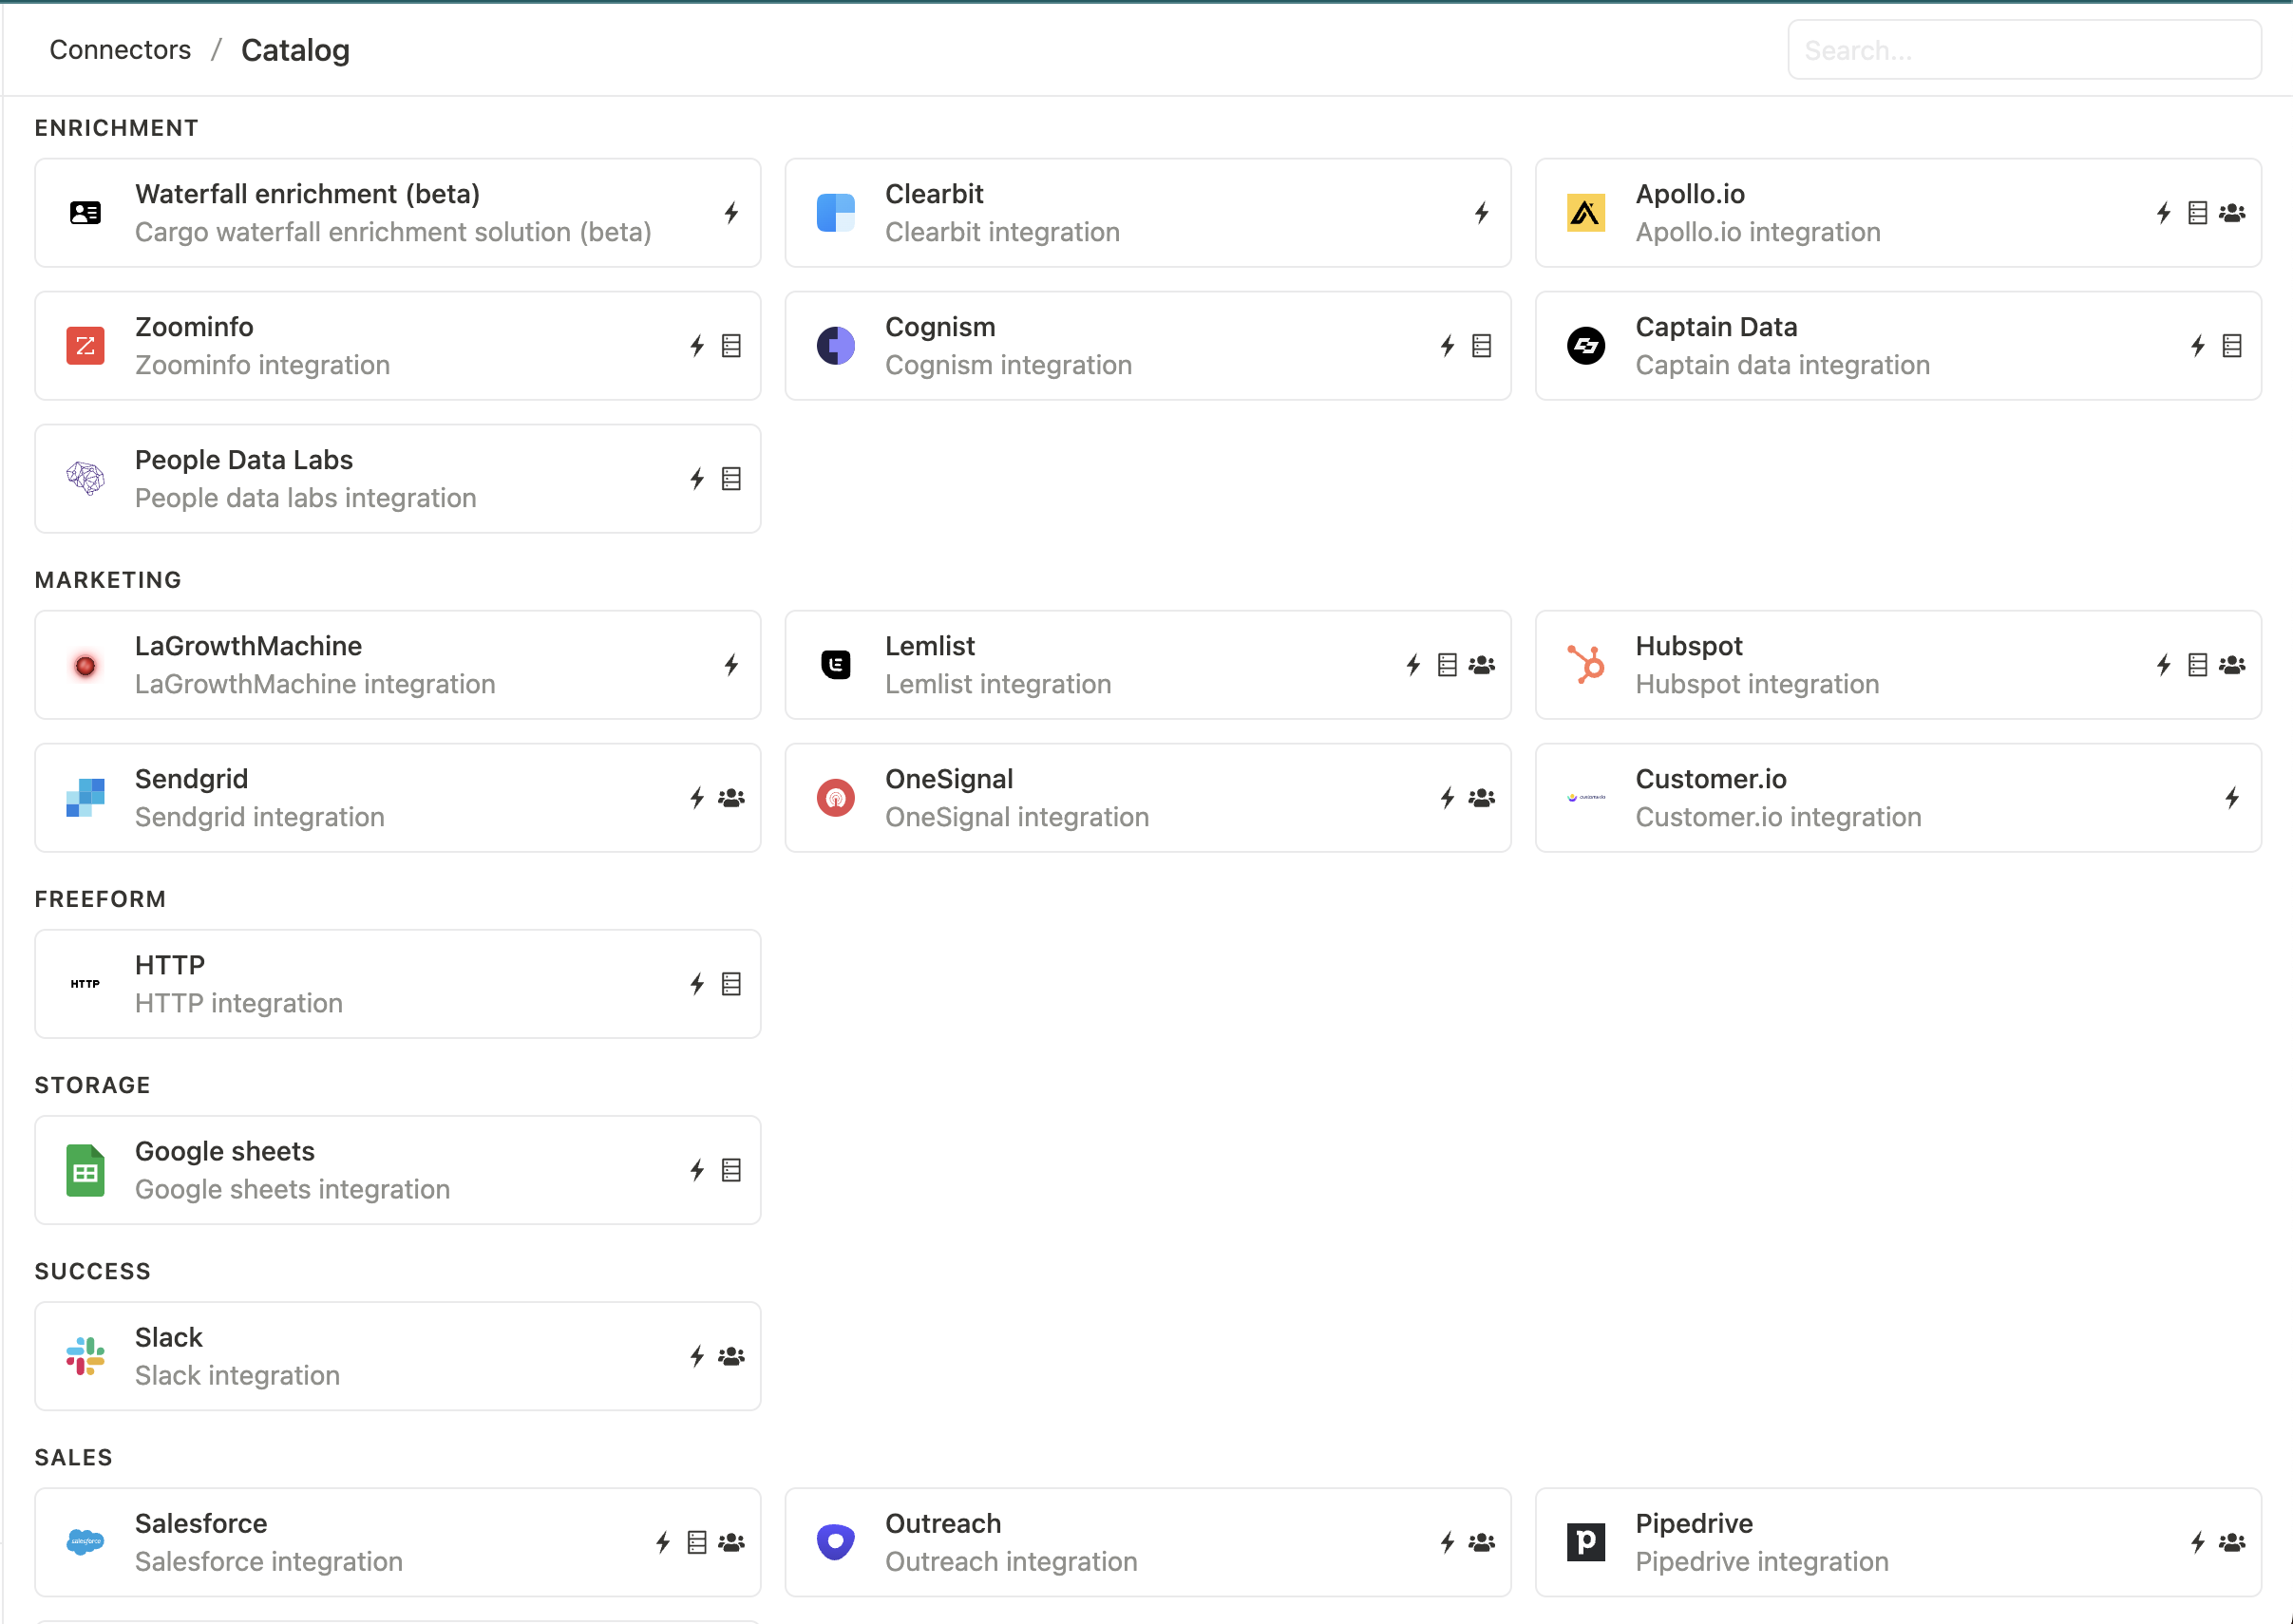 Connectors / Catalog
Search...
ENRICHMENT
Waterfall enrichment (beta)
Cargo waterfall enrichment solution (beta)
Clearbit
Clearbit integration
Apollo.io
Apollo.io integration
Zoominfo
Zoominfo integration
Cognism
Cognism integration
Captain Data
Captain data integration
People Data Labs
People data labs integration
MARKETING
LaGrowthMachine
LaGrowthMachine integration
Lemlist
Lemlist integration
Hubspot
Hubspot integration
Sendgrid
Sendgrid integration
OneSignal
OneSignal integration
customer.io
Customer.io
Customer.io integration
FREEFORM
HTTP
HTTP
HTTP integration
STORAGE
Google sheets
Google sheets integration
SUCCESS
Slack
Slack integration
SALES
salesforce
Salesforce
Salesforce integration
Outreach
Outreach integration
Pipedrive
Pipedrive integration